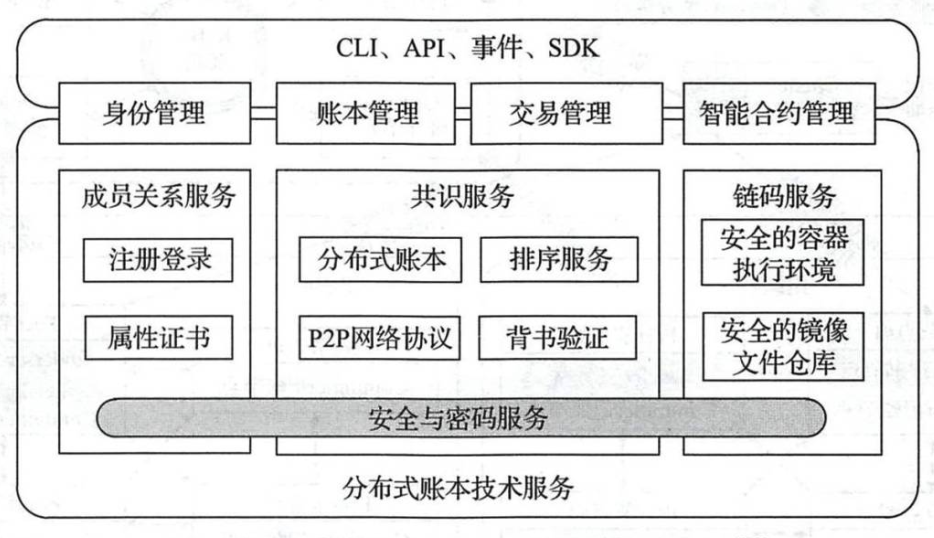 CLI、API、事件、SDK
身份管理
账本管理
交易管理
智能合约管理
成员关系服务
共识服务
链码服务
注册登录
分布式账本
排序服务
安全的容器
执行环境
属性证书
P2P网络协议
背书验证
安全的镜像
文件仓库
安全与密码服务
分布式账本技术服务